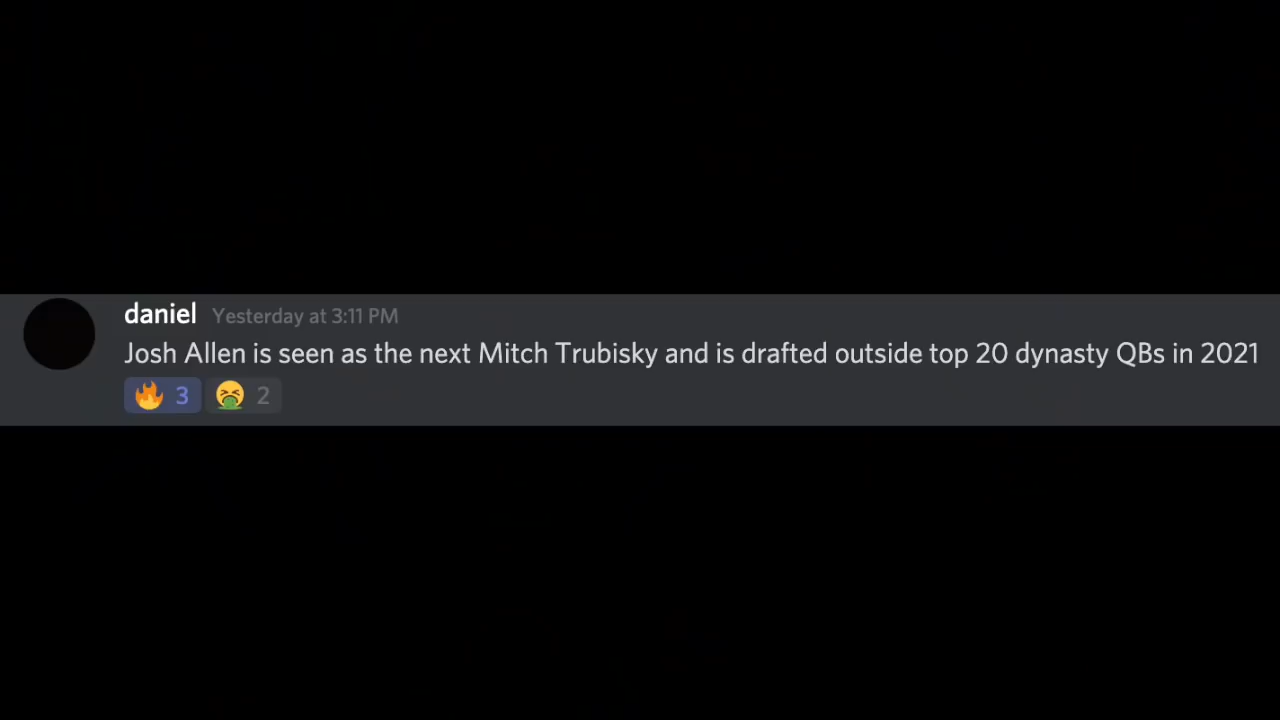 daniel Yesterday at 3:11 PM
Josh Allen is seen as the next Mitch Trubisky and is drafted outside top 20 dynasty QBs in 2021
🔥 3 🤮 2